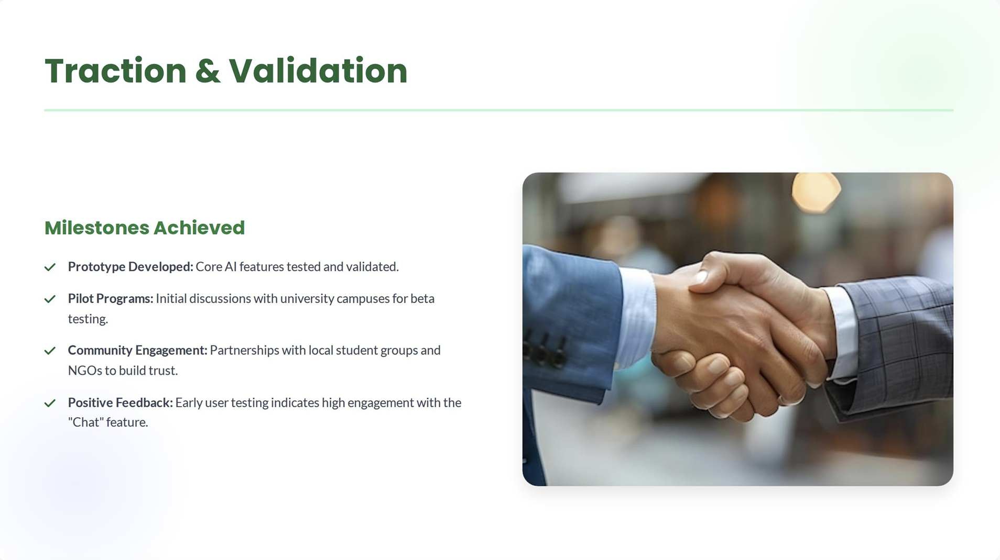 Traction & Validation
Milestones Achieved
Prototype Developed: Core AI features tested and validated.
Pilot Programs: Initial discussions with university campuses for beta
testing.
Community Engagement: Partnerships with local student groups and
NGOs to build trust.
Positive Feedback: Early user testing indicates high engagement with the
"Chat" feature.